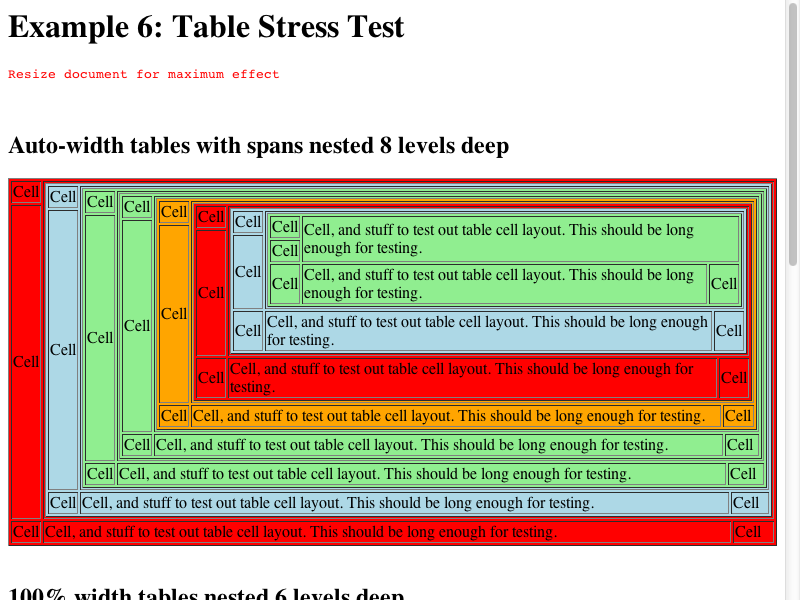 Example 6: Table Stress Test
Resize document for maximum effect
Auto-width tables with spans nested 8 levels deep
Cell
Cell
Cell
Cell
Cell
Cell
Cell
Cell
Cell, and stuff to test out table cell layout. This should be long
enough for testing.
Cell
Cell
Cell, and stuff to test out table cell layout. This should be long
enough for testing.
Cell
Cell
Cell
Cell, and stuff to test out table cell layout. This should be long enough
for testing.
Cell
Cell
Cell
Cell, and stuff to test out table cell layout. This should be long enough for
testing.
Cell
Cell
Cell
Cell, and stuff to test out table cell layout. This should be long enough for testing.
Cell
Cell
Cell
Cell, and stuff to test out table cell layout. This should be long enough for testing.
Cell
Cell
Cell
Cell, and stuff to test out table cell layout. This should be long enough for testing.
Cell
Cell
Cell
Cell, and stuff to test out table cell layout. This should be long enough for testing.
Cell
Cell
Cell
Cell, and stuff to test out table cell layout. This should be long enough for testing.
Cell
100% width tables nested 6 levels deep